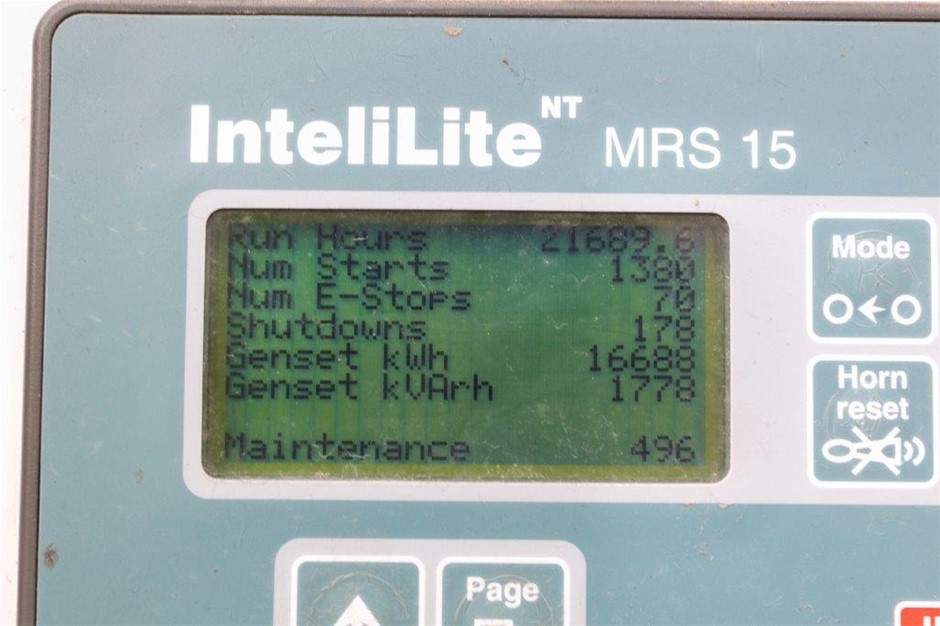 InteliLite NT MRS 15
Run Hours 21689.6
Num Starts 1380
Num E-Stops 70
Shutdowns 178
Genset kWh 16688
Genset kVArh 1778
Maintenance 496
Mode
Horn
reset
Page